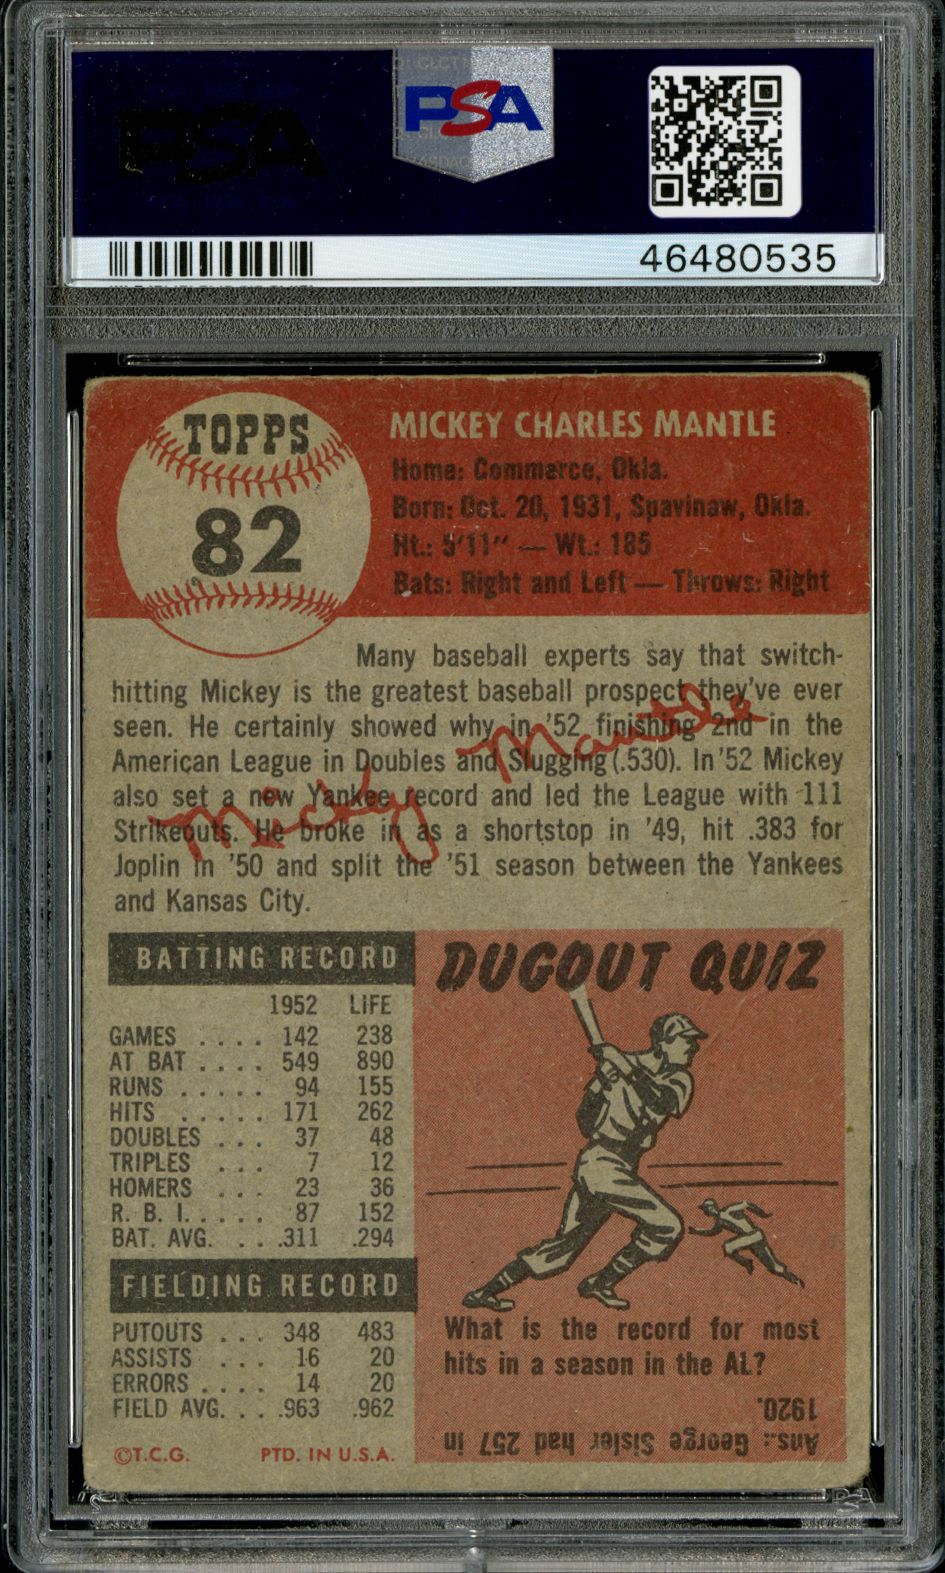 PSA
PSA
46480535
TOPPS
82
MICKEY CHARLES MANTLE
Home: Commerce, Okla.
Born: Oct. 20, 1931, Spavinaw, Okla.
Ht.: 5'11" — Wt.: 185
Bats: Right and Left — Throws: Right
Many baseball experts say that switch-
hitting Mickey is the greatest baseball prospect they've ever
seen. He certainly showed why in '52 finishing 2nd in the
American League in Doubles and Slugging (.530). In '52 Mickey
also set a new Yankee record and led the League with 111
Strikeouts. He broke in as a shortstop in '49, hit .383 for
Joplin in '50 and split the '51 season between the Yankees
and Kansas City.
Micky Mantle
BATTING RECORD
1952 LIFE
GAMES .... 142 238
AT BAT .... 549 890
RUNS ..... 94 155
HITS ..... 171 262
DOUBLES ... 37 48
TRIPLES ... 7 12
HOMERS ... 23 36
R. B. I. .... 87 152
BAT. AVG. ... .311 .294
FIELDING RECORD
PUTOUTS ... 348 483
ASSISTS ... 16 20
ERRORS .... 14 20
FIELD AVG. ... .963 .962
©T.C.G. PTD. IN U.S.A.
DUGOUT QUIZ
What is the record for most
hits in a season in the AL?
Ans.: George Sisler had 257 in
1920.
PSA